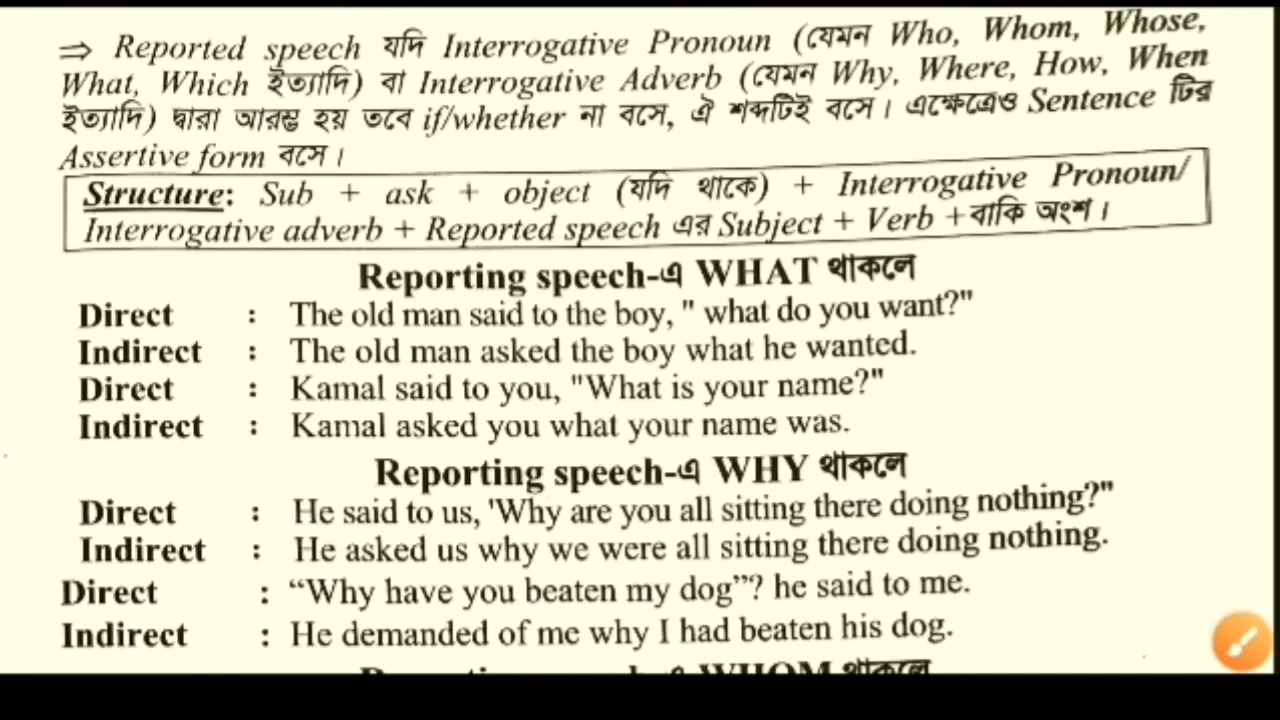 ⇒ Reported speech যদি Interrogative Pronoun (যেমন Who, Whom, Whose,
What, Which ইত্যাদি) বা Interrogative Adverb (যেমন Why, Where, How, When
ইত্যাদি) দ্বারা আরম্ভ হয় তবে if/whether না বসে, ঐ শব্দটিই বসে। এক্ষেত্রেও Sentence টির
Assertive form বসে।
Structure: Sub + ask + object (যদি থাকে) + Interrogative Pronoun/
Interrogative adverb + Reported speech এর Subject + Verb +বাকি অংশ।
Reporting speech-এ WHAT থাকলে
Direct : The old man said to the boy, " what do you want?"
Indirect : The old man asked the boy what he wanted.
Direct : Kamal said to you, "What is your name?"
Indirect : Kamal asked you what your name was.
Reporting speech-এ WHY থাকলে
Direct : He said to us, 'Why are you all sitting there doing nothing?"
Indirect : He asked us why we were all sitting there doing nothing.
Direct : “Why have you beaten my dog”? he said to me.
Indirect : He demanded of me why I had beaten his dog.
Reporting speech-এ WHOM থাকলে